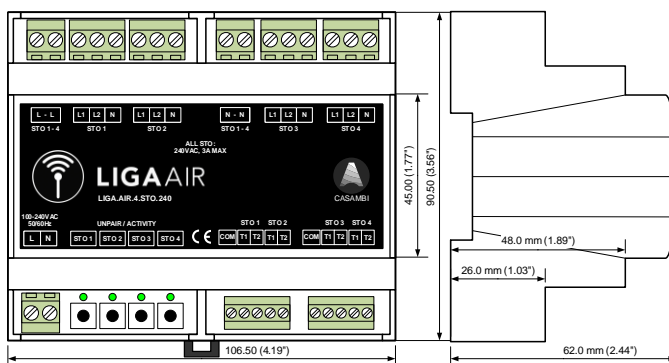 L - L
L1 L2 N
L1 L2 N
N - N
L1 L2 N
L1 L2 N
STO 1 - 4
STO 1
STO 2
STO 1 - 4
STO 3
STO 4
ALL STO:
240VAC, 3A MAX
LIGAAIR
LIGA.AIR.4.STO.240
CASAMBI
100-240VAC
50/60Hz
L N
UNPAIR / ACTIVITY
STO 1
STO 2
STO 3
STO 4
CE
STO 1
STO 2
COM T1 T2 T1 T2
STO 3
STO 4
COM T1 T2 T1 T2
106.50 (4.19")
45.00 (1.77")
90.50 (3.56")
48.0 mm (1.89")
26.0 mm (1.03")
62.0 mm (2.44")